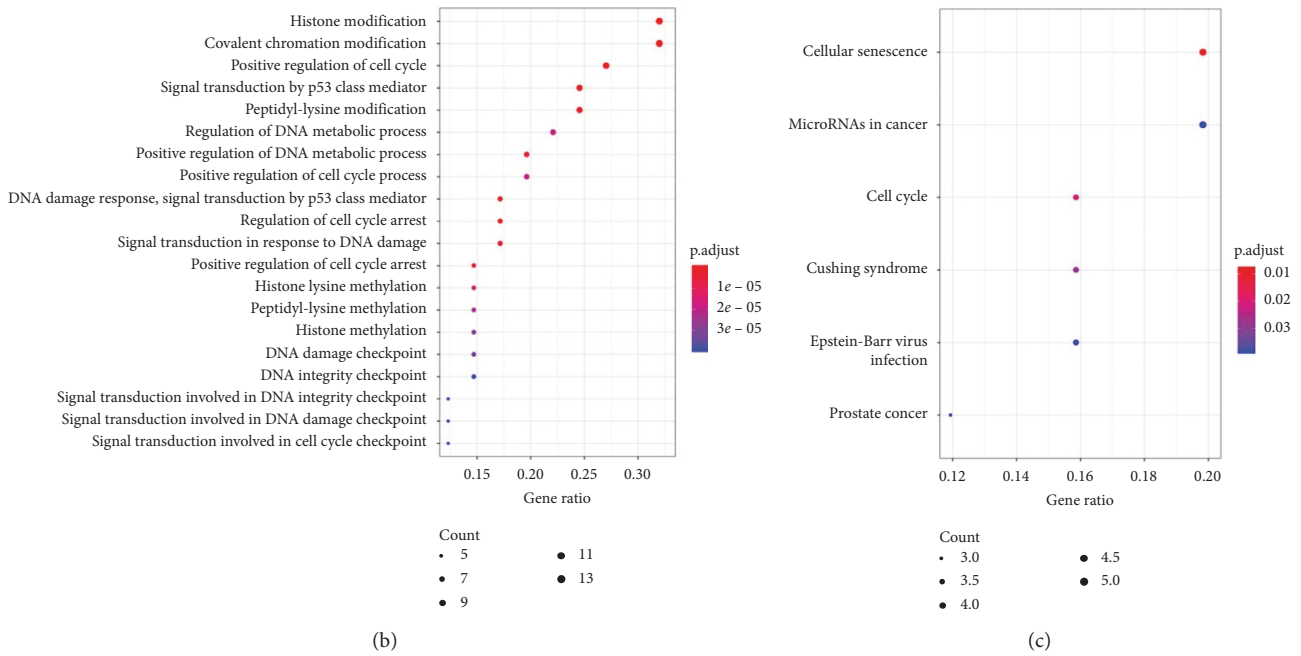 Histone modification
Covalent chromation modification
Positive regulation of cell cycle
Signal transduction by p53 class mediator
Peptidyl-lysine modification
Regulation of DNA metabolic process
Positive regulation of DNA metabolic process
Positive regulation of cell cycle process
DNA damage response, signal transduction by p53 class mediator
Regulation of cell cycle arrest
Signal transduction in response to DNA damage
Positive regulation of cell cycle arrest
Histone lysine methylation
Peptidyl-lysine methylation
Histone methylation
DNA damage checkpoint
DNA integrity checkpoint
Signal transduction involved in DNA integrity checkpoint
Signal transduction involved in DNA damage checkpoint
Signal transduction involved in cell cycle checkpoint
0.15 0.20 0.25 0.30
Gene ratio
p.adjust
1e – 05
2e – 05
3e – 05
Count
5 11
7 13
9
(b)
Cellular senescence
MicroRNAs in cancer
Cell cycle
Cushing syndrome
Epstein-Barr virus
infection
Prostate concer
0.12 0.14 0.16 0.18 0.20
Gene ratio
p.adjust
0.01
0.02
0.03
Count
3.0 4.5
3.5 5.0
4.0
(c)